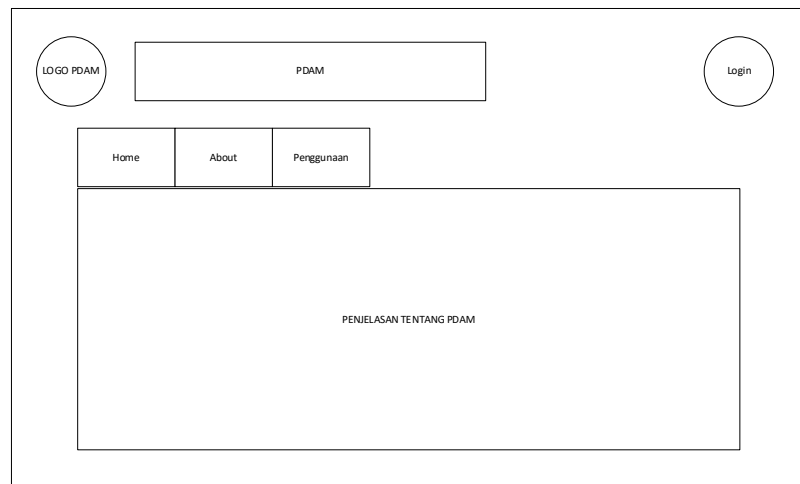 LOGO PDAM
PDAM
Login
Home
About
Penggunaan
PENJELASAN TENTANG PDAM